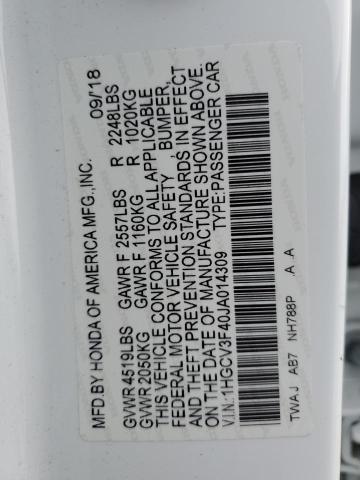 MFD.BY HONDA OF AMERICA MFG.,INC. 09/18
GVWR 4519LBS GAWR F 2557LBS R 2248LBS
GVWR 2050KG GAWR F 1160KG R 1020KG
THIS VEHICLE CONFORMS TO ALL APPLICABLE
FEDERAL MOTOR VEHICLE SAFETY , BUMPER,
AND THEFT PREVENTION STANDARDS IN EFFECT
ON THE DATE OF MANUFACTURE SHOWN ABOVE.
V.I.N.:1HGCV3F40JA014309 TYPE:PASSENGER CAR
TWAJ AB7 NH788P .A .A